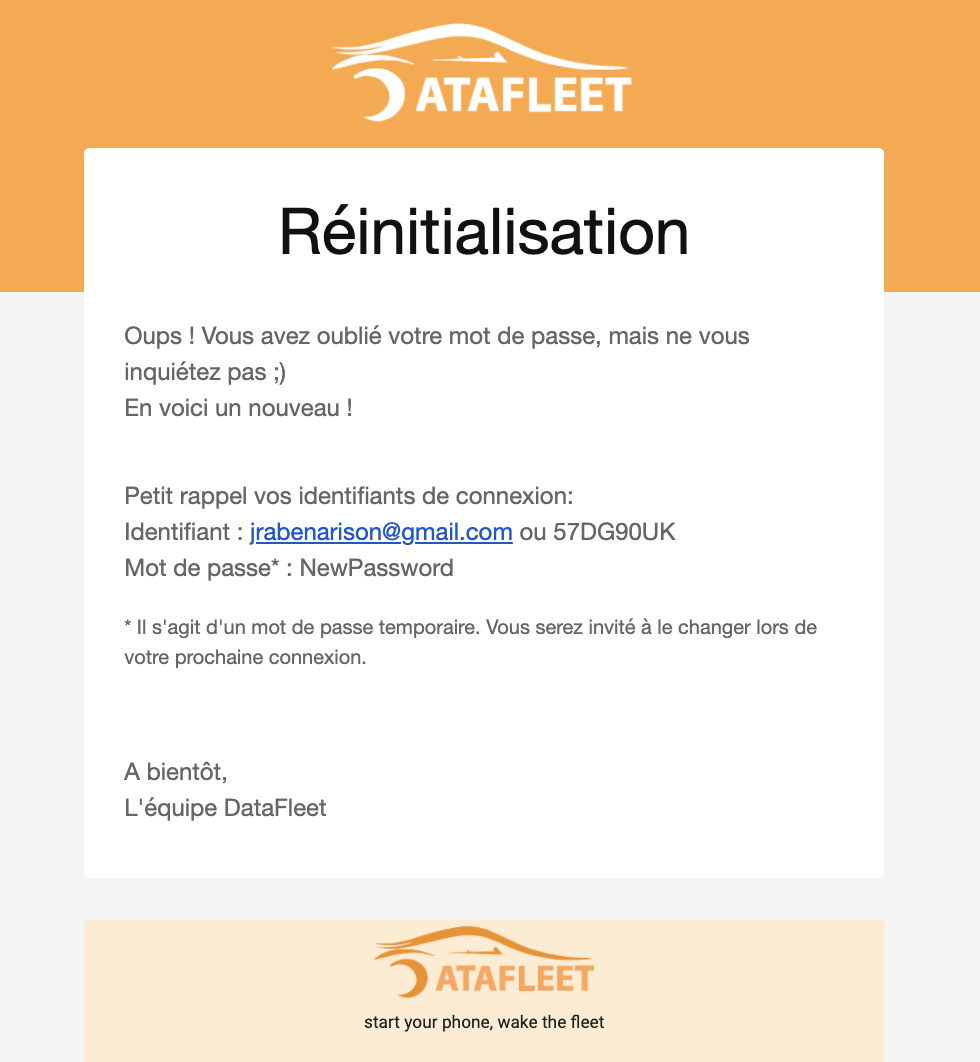 DATAFLEET
Réinitialisation
Oups ! Vous avez oublié votre mot de passe, mais ne vous
inquiétez pas ;)
En voici un nouveau !
Petit rappel vos identifiants de connexion:
Identifiant : jrabenarison@gmail.com ou 57DG90UK
Mot de passe* : NewPassword
* Il s'agit d'un mot de passe temporaire. Vous serez invité à le changer lors de
votre prochaine connexion.
A bientôt,
L'équipe DataFleet
DATAFLEET
start your phone, wake the fleet